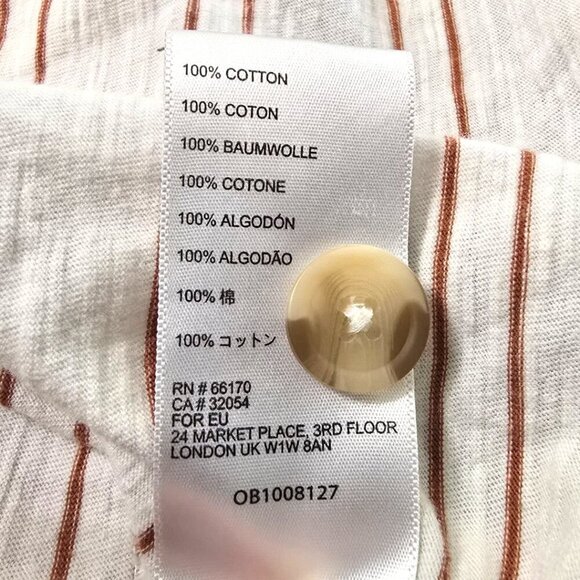 100% COTTON
100% COTON
100% BAUMWOLLE
100% COTONE
100% ALGODÓN
100% ALGODÃO
100% 棉
100% コットン
RN # 66170
CA # 32054
FOR EU
24 MARKET PLACE, 3RD FLOOR
LONDON UK W1W 8AN
OB1008127